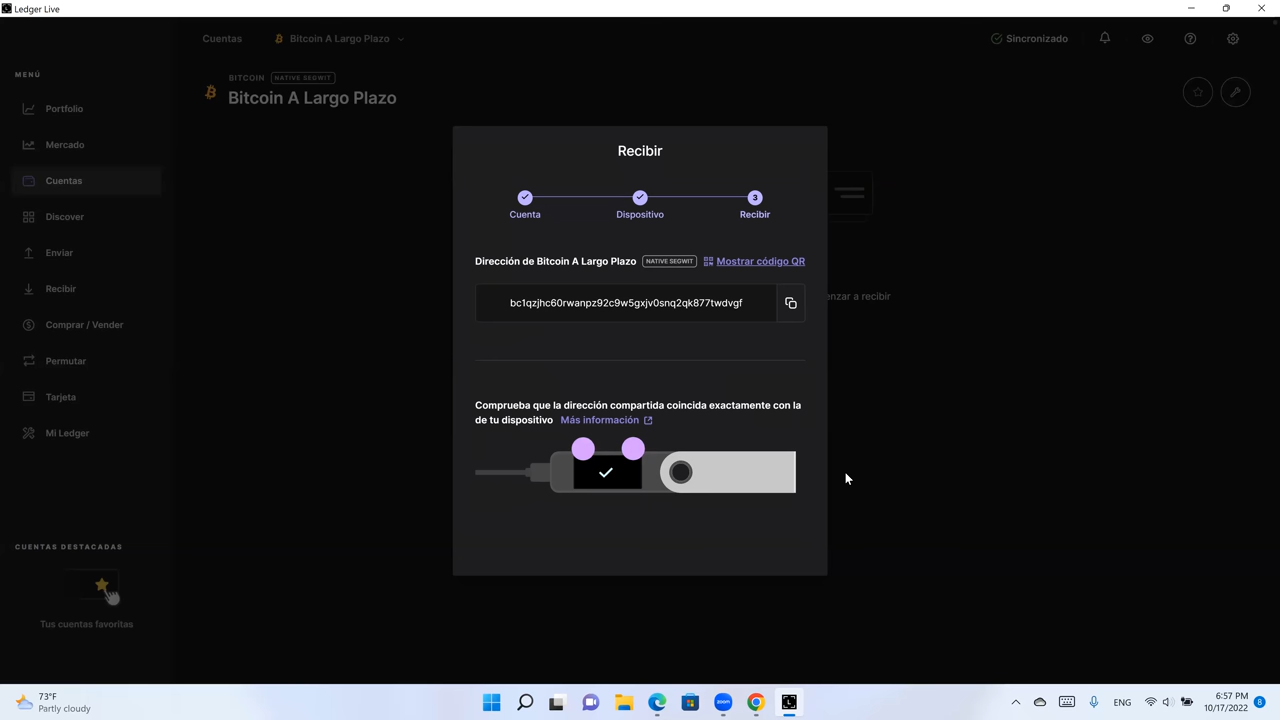 Ledger Live
Cuentas
Bitcoin A Largo Plazo
Sincronizado
MENÚ
Portfolio
Mercado
Cuentas
Discover
Enviar
Recibir
Comprar / Vender
Permutar
Tarjeta
Mi Ledger
CUENTAS DESTACADAS
Tus cuentas favoritas
BITCOIN NATIVE SEGWIT
Bitcoin A Largo Plazo
enzar a recibir
Recibir
3
Cuenta
Dispositivo
Recibir
Dirección de Bitcoin A Largo Plazo NATIVE SEGWIT Mostrar código QR
bc1qzjhc60rwanpz92c9w5gxjv0snq2qk877twdvgf
Comprueba que la dirección compartida coincida exactamente con la
de tu dispositivo Más información
73°F
Partly cloudy
zoom
ENG
6:57 PM
10/17/2022
8